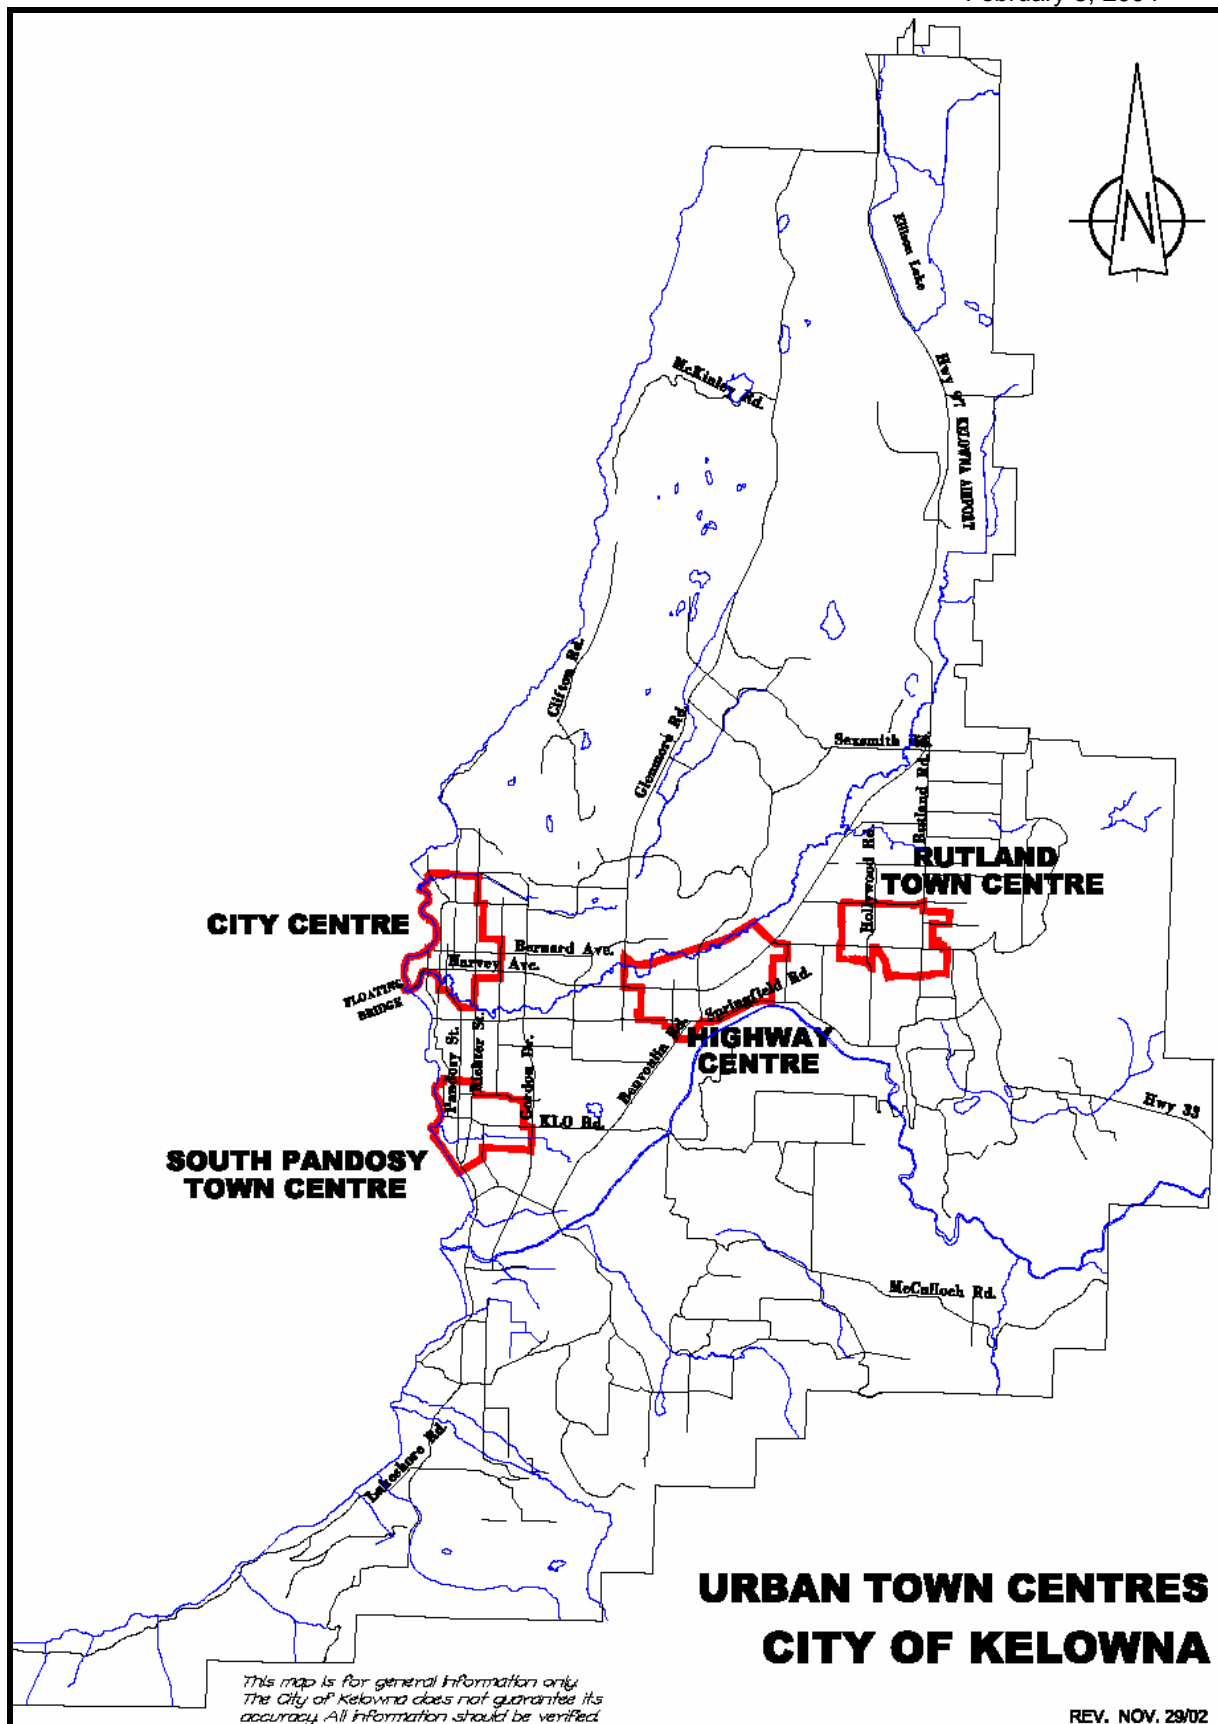 Ellison Lake
McKinley Rd.
Hwy 97
KELOWNA AIRPORT
Clifton Rd.
Glenmore Rd.
Sexsmith Rd.
Rutland Rd.
Hollywood Rd.
RUTLAND
TOWN CENTRE
CITY CENTRE
Bernard Ave.
Harvey Ave.
FLOATING
BRIDGE
Springfield Rd.
HIGHWAY
CENTRE
Benvoulin Rd.
Pandosy St.
Richter St.
Gordon Dr.
KLO Rd.
Hwy 33
SOUTH PANDOSY
TOWN CENTRE
McCulloch Rd.
Lakeshore Rd.
URBAN TOWN CENTRES
CITY OF KELOWNA
This map is for general information only.
The City of Kelowna does not guarantee its
accuracy. All information should be verified.
REV. NOV. 29/02
N